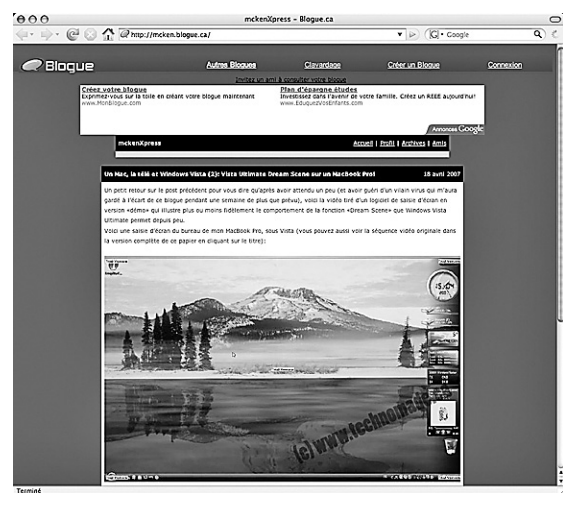 mckenXpress – Blogue.ca
http://mcken.blogue.ca/
Google
Blogue
Autres Blogues
Clavardage
Créer un Blogue
Connexion
Invitez un ami à consulter votre blogue
Créez votre blogue
Exprimez-vous sur la toile en créant votre blogue maintenant
www.Monblogue.com
Plan d'épargne études
Investissez dans l'avenir de votre famille. Créez un REEE aujourd'hui!
www.EduquezVosEnfants.com
Annonces Google
mckenXpress
Accueil | Profil | Archives | Amis
Un Mac, la télé et Windows Vista (2): Vista Ultimate Dream Scene sur un MacBook Pro!
18 avril 2007
Un petit retour sur le post précédent pour vous dire qu'après avoir attendu un peu (et avoir guéri d'un vilain virus qui m'aura
gardé à l'écart de ce blogue pendant une semaine de plus que prévu), voici la vidéo tiré d'un logiciel de saisie d'écran en
version «démo» qui illustre plus ou moins fidèlement le comportement de la fonction «Dream Scene» que Windows Vista
Ultimate permet depuis peu.
Voici une saisie d'écran du bureau de mon MacBook Pro, sous Vista (vous pouvez aussi voir la séquence vidéo originale dans
la version complète de ce papier en cliquant sur le titre):
(c) www.technomag
Terminé